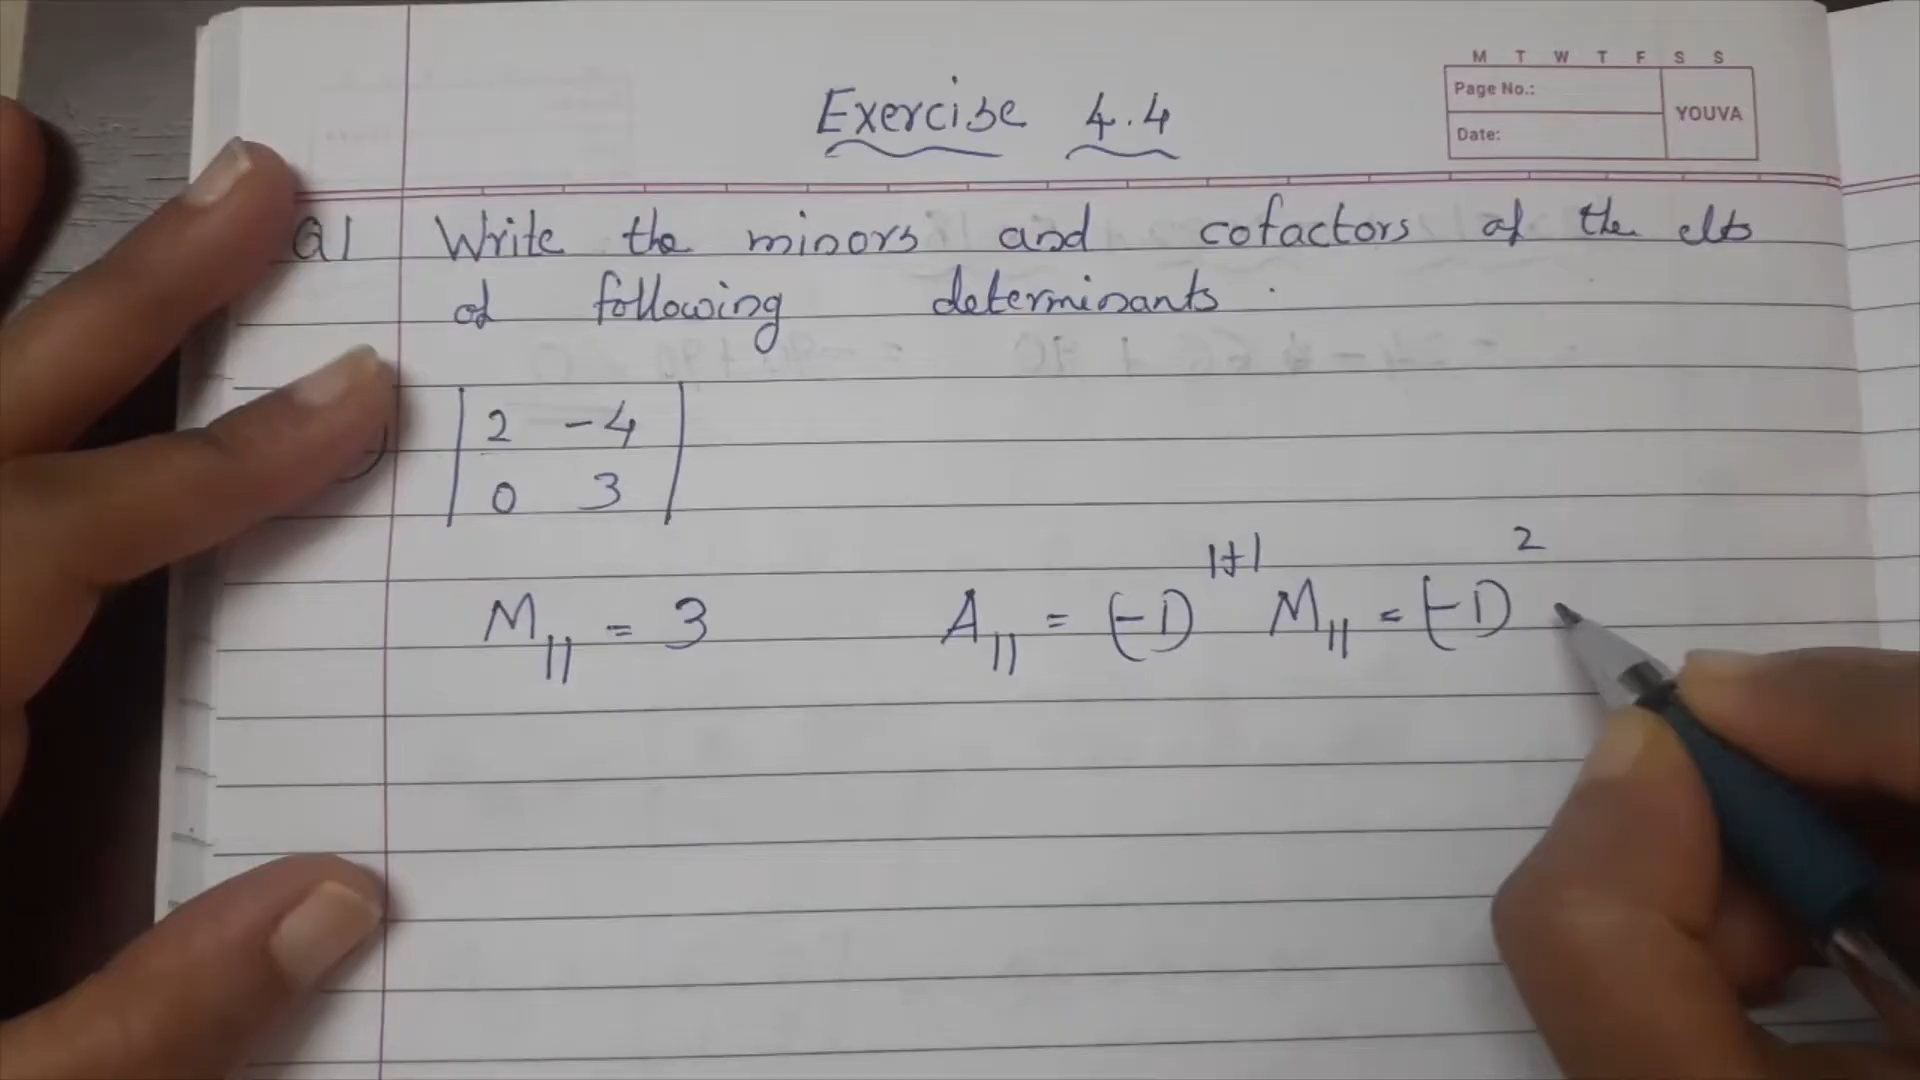 M T W T F S S
Page No.:
YOUVA
Date:
Exercise 4.4
Q1 Write the minors and cofactors of the elts
of following determinants.
2 -4
0 3
M₁₁ = 3 A₁₁ = (-1)¹⁺¹ M₁₁ = (-1)²